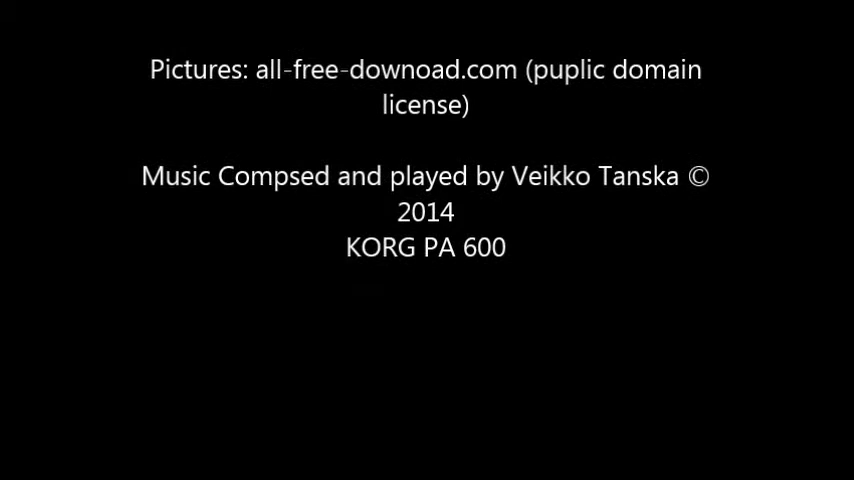 Pictures: all-free-downoad.com (puplic domain
license)
Music Compsed and played by Veikko Tanska ©
2014
KORG PA 600